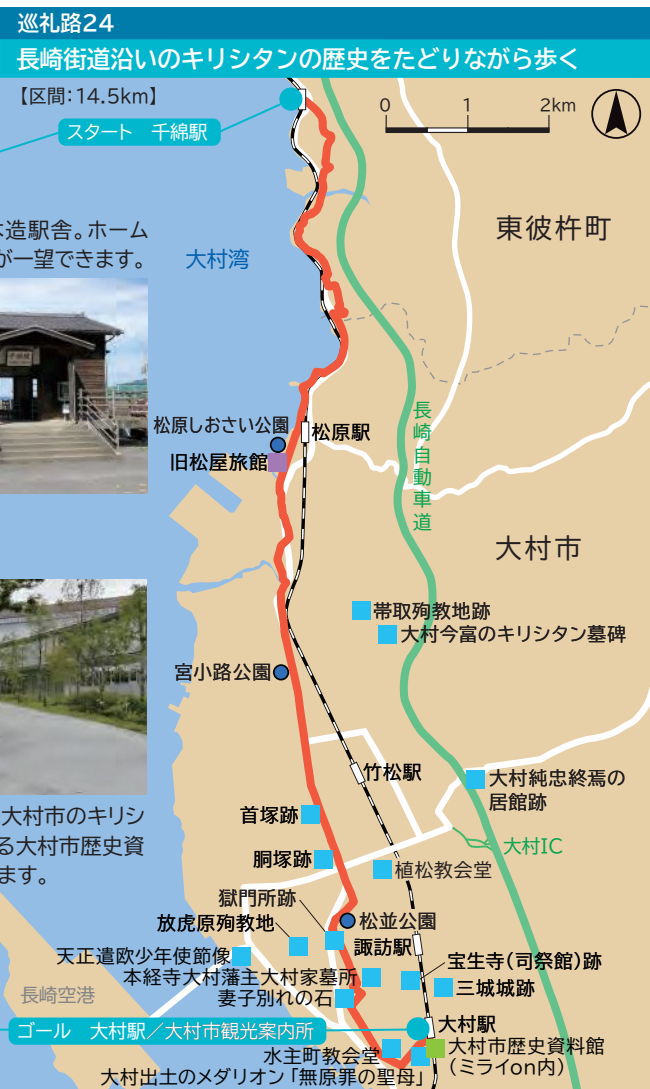 巡礼路24
長崎街道沿いのキリシタンの歴史をたどりながら歩く
【区間：14.5km】
スタート　千綿駅
0 1 2km
造駅舎。ホーム
が一望できます。
大村湾
東彼杵町
松原しおさい公園
松原駅
旧松屋旅館
長崎自動車道
大村市
帯取殉教地跡
大村今富のキリシタン墓碑
宮小路公園
竹松駅
大村純忠終焉の
居館跡
大村市のキリシ
る大村市歴史資
ます。
首塚跡
胴塚跡
大村IC
植松教会堂
獄門所跡
松並公園
放虎原殉教地
諏訪駅
天正遣欧少年使節像
宝生寺（司祭館）跡
本経寺大村藩主大村家墓所
三城城跡
妻子別れの石
長崎空港
ゴール　大村駅／大村市観光案内所
大村駅
水主町教会堂
大村市歴史資料館
（ミライon内）
大村出土のメダリオン「無原罪の聖母」